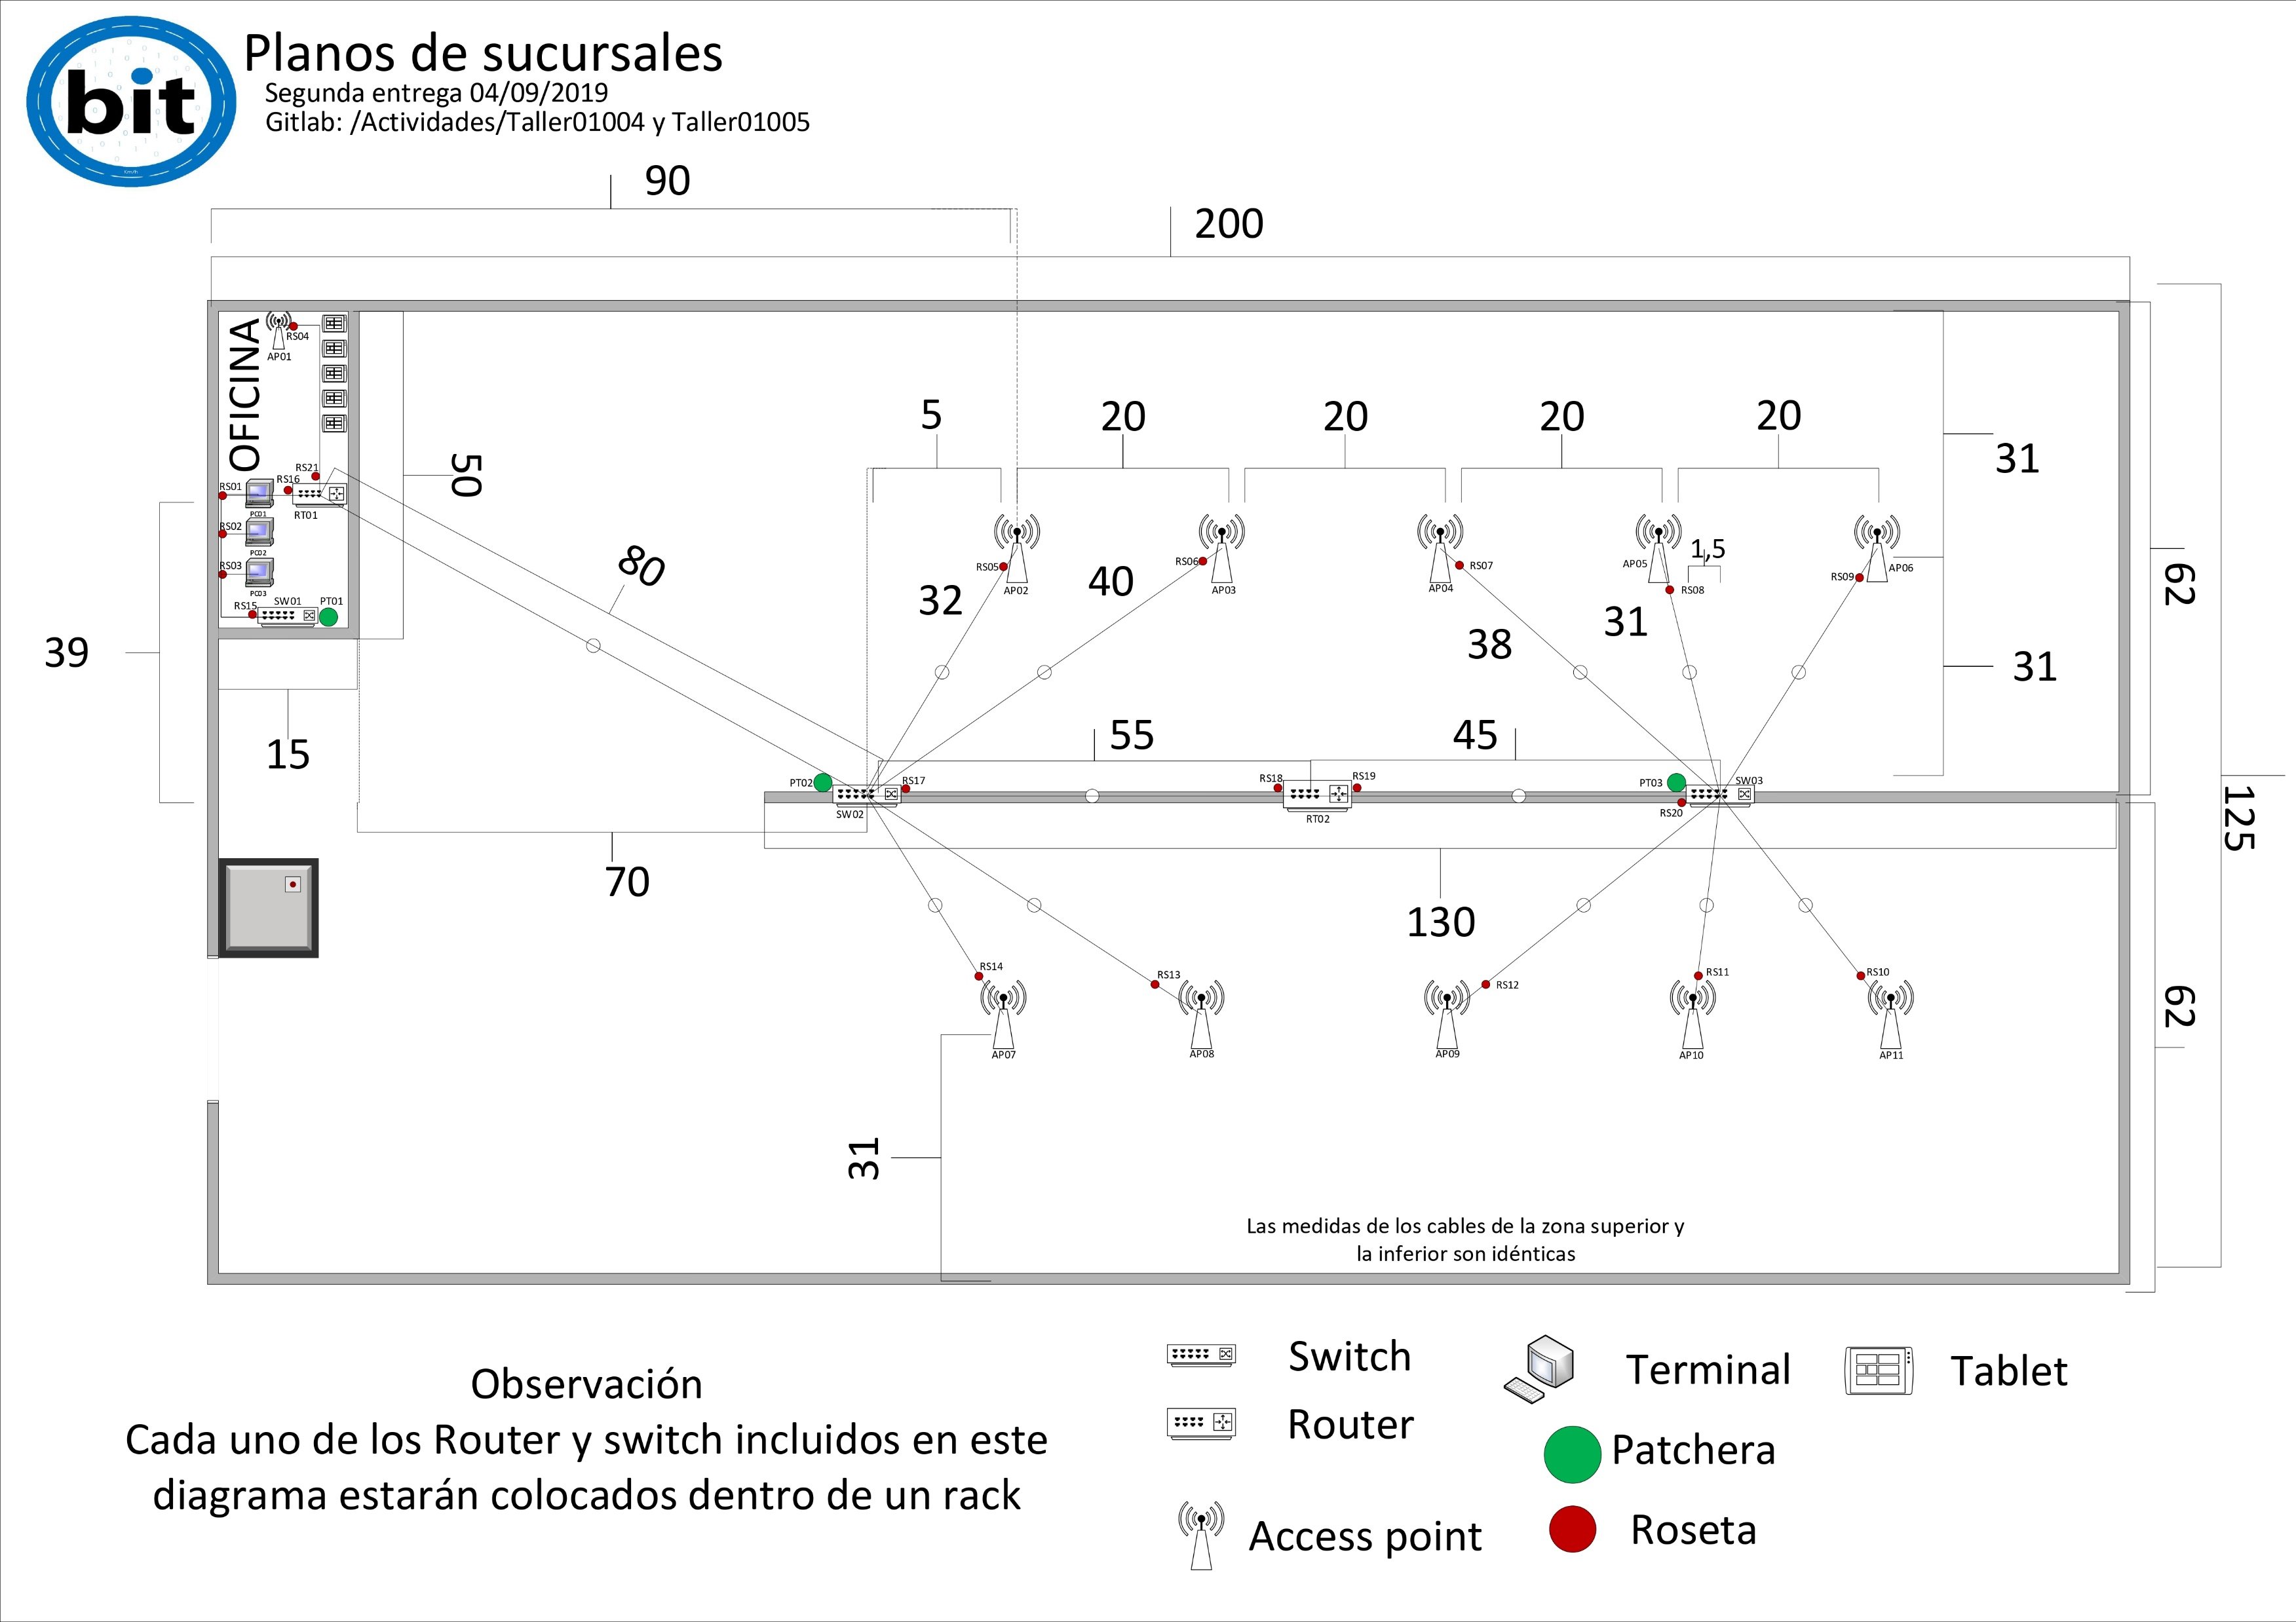 bit
Planos de sucursales
Segunda entrega 04/09/2019
Gitlab: /Actividades/Taller01004 y Taller01005
90
200
OFICINA
RS04
AP01
50
RS21
RS16
RS01
PC01
RT01
RS02
PC02
RS03
PC03
RS15
SW01
PT01
39
15
80
5
20
20
20
20
31
RS05
AP02
RS06
AP03
RS07
AP04
AP05
1,5
RS08
RS09
AP06
32
40
38
31
31
62
55
45
PT02
RS17
SW02
RS18
RS19
RT02
PT03
SW03
RS20
125
70
130
RS14
AP07
RS13
AP08
RS12
AP09
RS11
AP10
RS10
AP11
62
31
Las medidas de los cables de la zona superior y
la inferior son idénticas
Observación
Cada uno de los Router y switch incluidos en este
diagrama estarán colocados dentro de un rack
Switch
Terminal
Tablet
Router
Patchera
Access point
Roseta